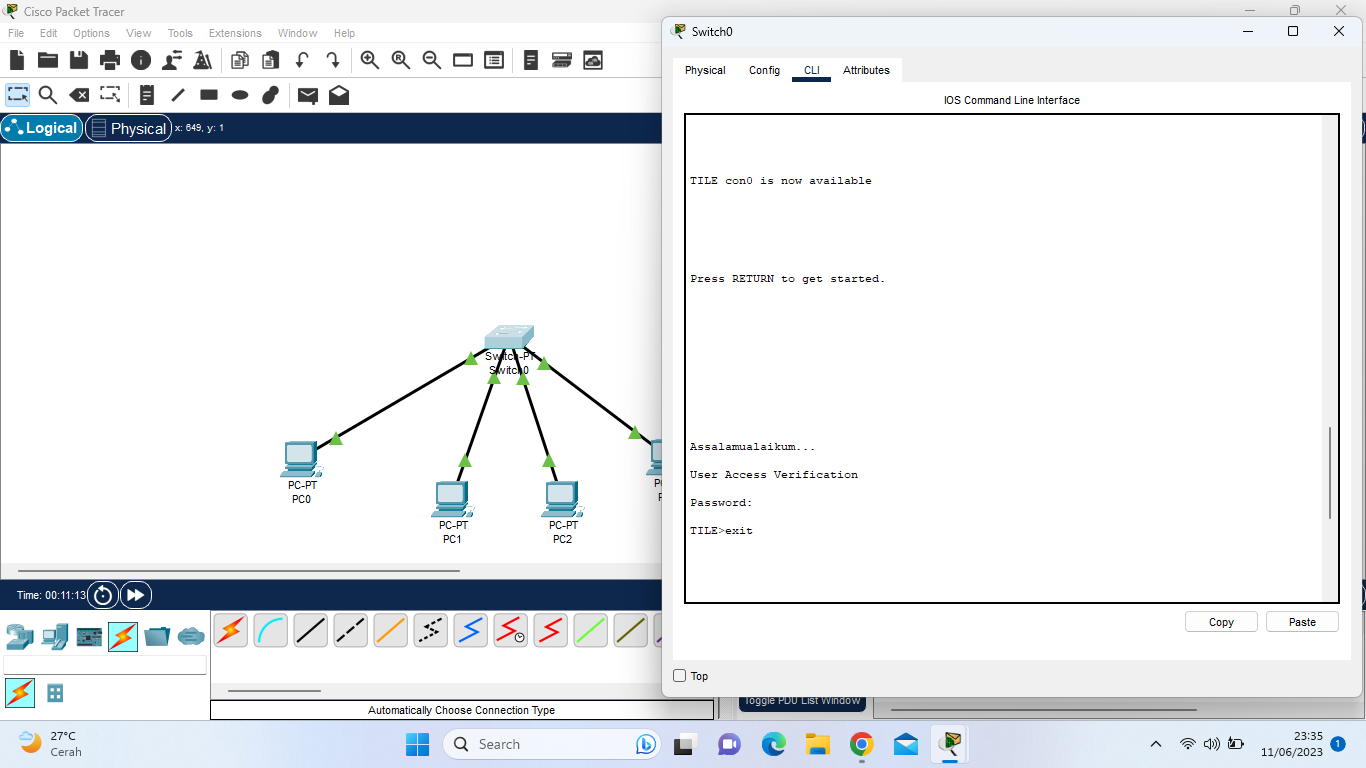 Cisco Packet Tracer
File Edit Options View Tools Extensions Window Help
Logical
Physical
x: 649, y: 1
Switch-PT
Switch0
PC-PT
PC0
PC-PT
PC1
PC-PT
PC2
Time: 00:11:13
Automatically Choose Connection Type
Toggle PDU List Window
Switch0
Physical Config CLI Attributes
IOS Command Line Interface
TILE con0 is now available
Press RETURN to get started.
Assalamualaikum...
User Access Verification
Password:
TILE>exit
Copy
Paste
Top
27°C
Cerah
Search
23:35
11/06/2023
1